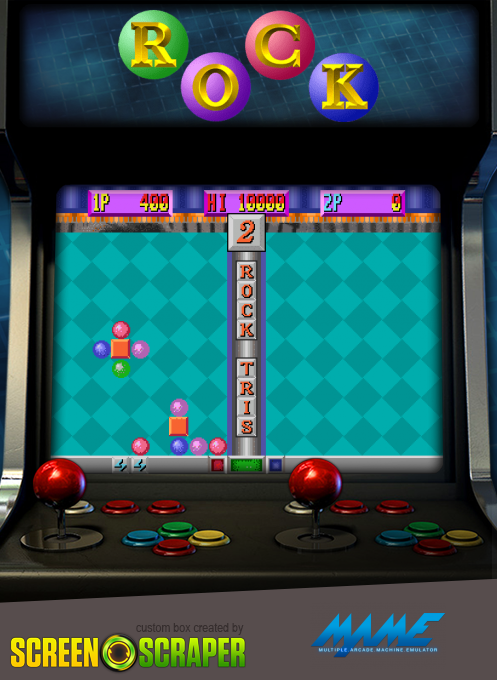 ROCK
1P 400 HI 10000 2P 0
2
ROCK TRIS
custom box created by
SCREEN SCRAPER
MAME
MULTIPLE ARCADE MACHINE EMULATOR